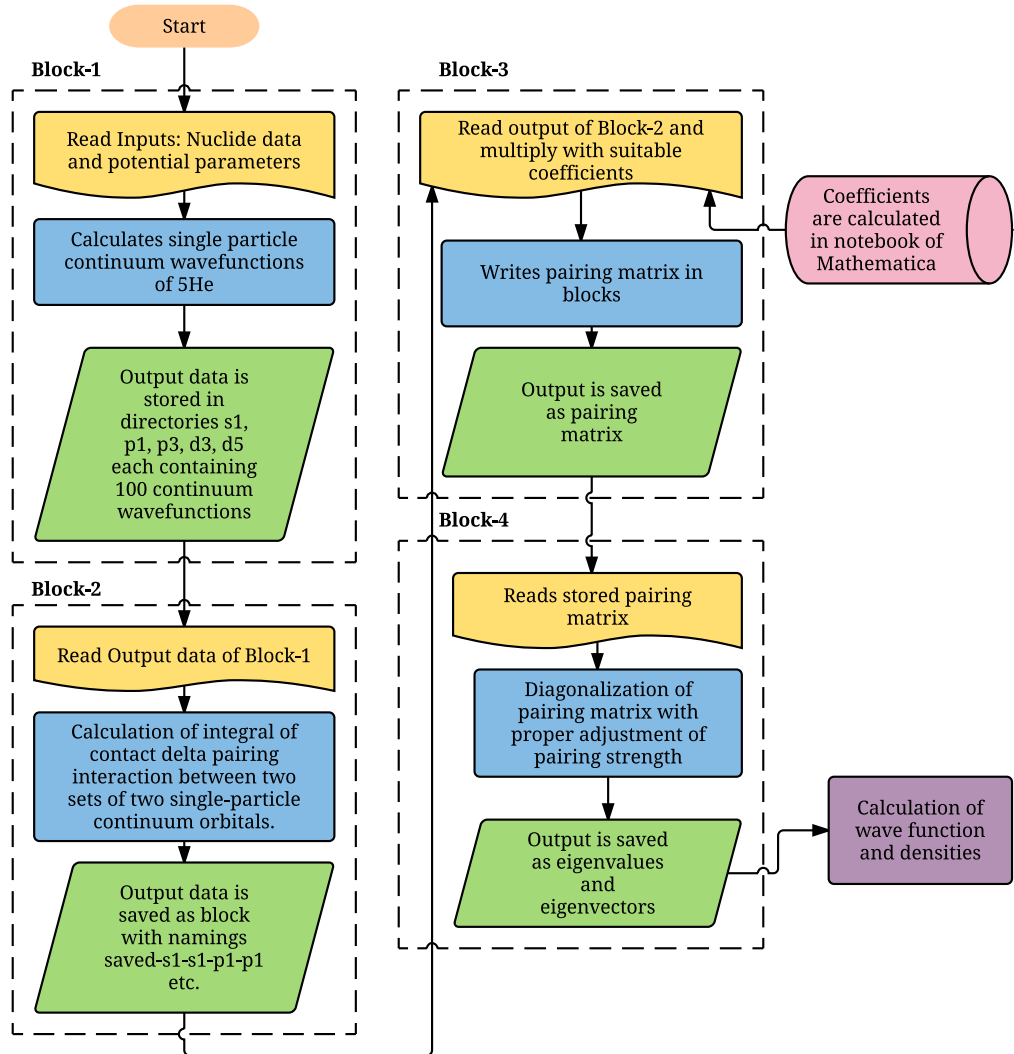 Start
Block-1
Read Inputs: Nuclide data
and potential parameters
Calculates single particle
continuum wavefunctions
of 5He
Output data is
stored in
directories s1,
p1, p3, d3, d5
each containing
100 continuum
wavefunctions
Block-2
Read Output data of Block-1
Calculation of integral of
contact delta pairing
interaction between two
sets of two single-particle
continuum orbitals.
Output data is
saved as block
with namings
saved-s1-s1-p1-p1
etc.
Block-3
Read output of Block-2 and
multiply with suitable
coefficients
Coefficients
are calculated
in notebook of
Mathematica
Writes pairing matrix in
blocks
Output is saved
as pairing
matrix
Block-4
Reads stored pairing
matrix
Diagonalization of
pairing matrix with
proper adjustment of
pairing strength
Output is saved
as eigenvalues
and
eigenvectors
Calculation of
wave function
and densities